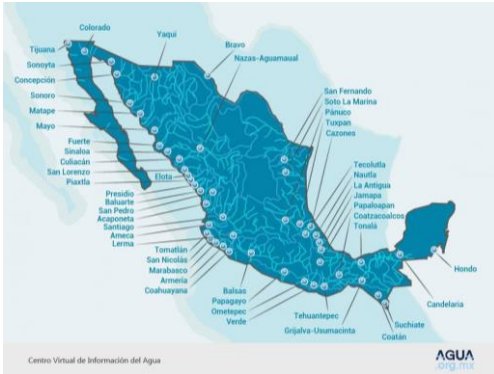 Colorado
Tijuana
Sonoyta
Concepción
Sonoro
Matape
Mayo
Fuerte
Sinaloa
Culiacán
San Lorenzo
Piaxtla
Elota
Presidio
Baluarte
San Pedro
Acaponeta
Santiago
Ameca
Lerma
Tomatlán
San Nicolás
Marabasco
Armería
Coahuayana
Yaqui
Bravo
Nazas-Aguanaval
San Fernando
Soto La Marina
Pánuco
Tuxpan
Cazones
Tecolutla
Nautla
La Antigua
Jamapa
Papaloapan
Coatzacoalcos
Tonalá
Hondo
Candelaria
Suchiate
Coatán
Grijalva-Usumacinta
Tehuantepec
Balsas
Papagayo
Ometepec
Verde
Centro Virtual de Información del Agua
AGUA
.org.mx